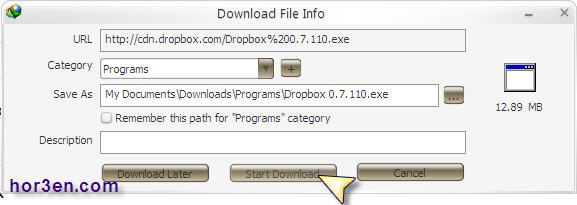 Download File Info
URL http://cdn.dropbox.com/Dropbox%200.7.110.exe
Category Programs +
Save As My Documents\Downloads\Programs\Dropbox 0.7.110.exe ...
Remember this path for "Programs" category
12.89 MB
Description
Download Later Start Download Cancel
hor3en.com